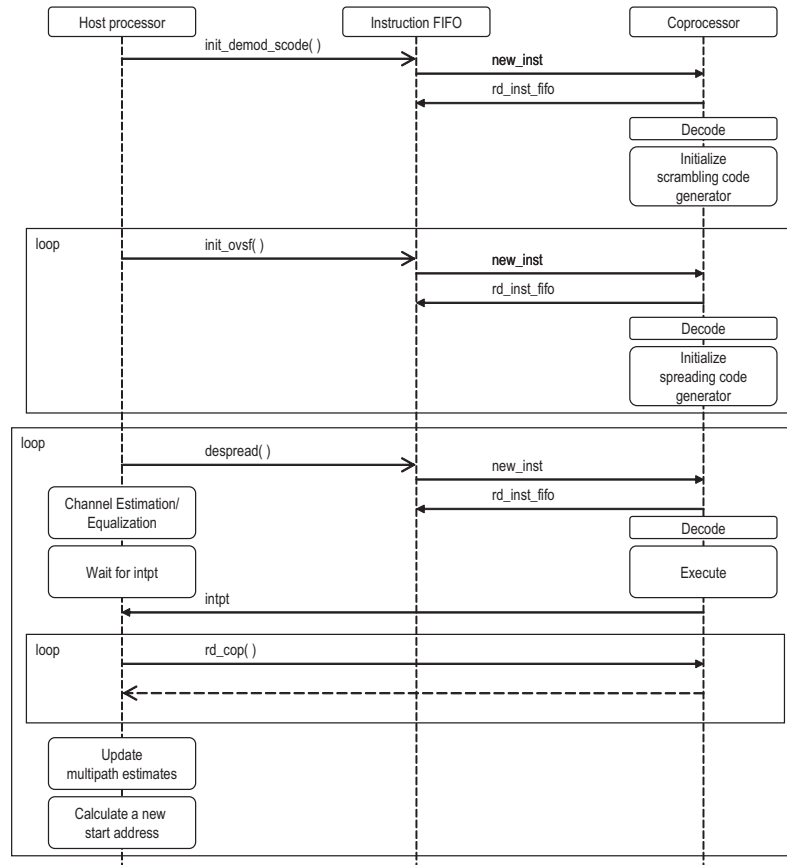 Host processor
Instruction FIFO
Coprocessor
init_demod_scode( )
new_inst
rd_inst_fifo
Decode
Initialize
scrambling code
generator
loop
init_ovsf( )
new_inst
rd_inst_fifo
Decode
Initialize
spreading code
generator
loop
despread( )
new_inst
rd_inst_fifo
Channel Estimation/
Equalization
Decode
Wait for intpt
Execute
intpt
loop
rd_cop( )
Update
multipath estimates
Calculate a new
start address